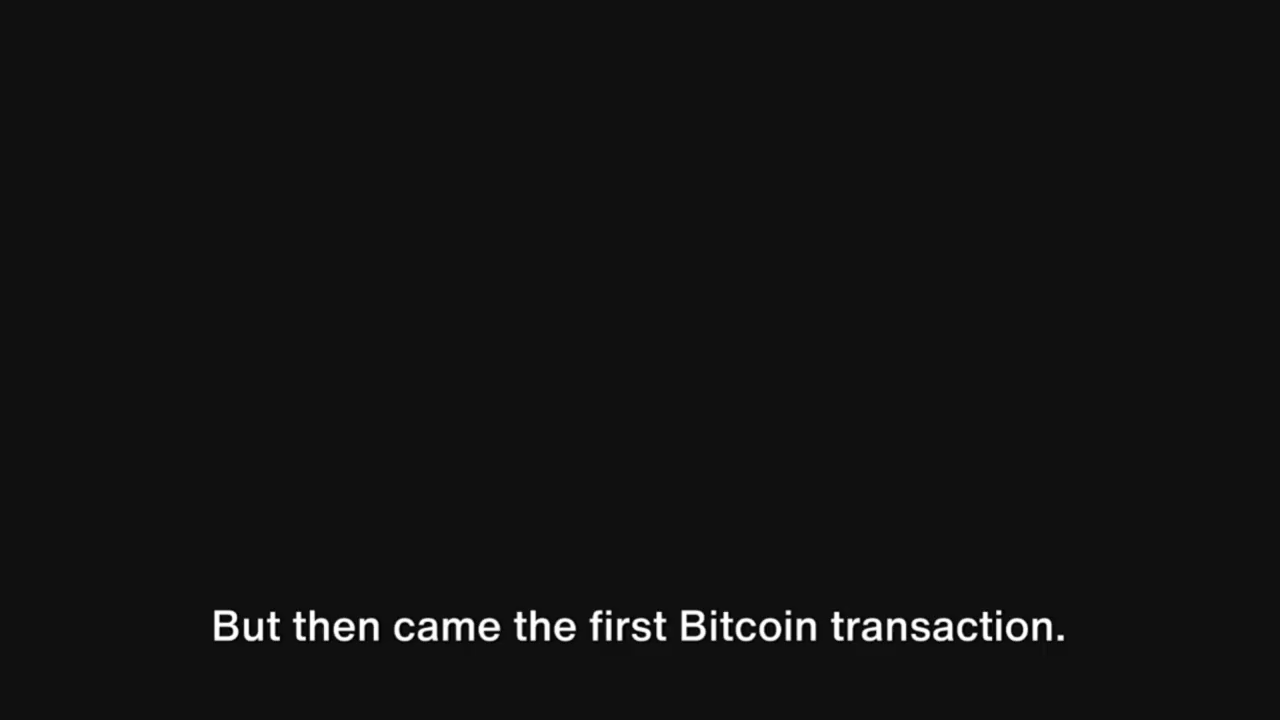 But then came the first Bitcoin transaction.